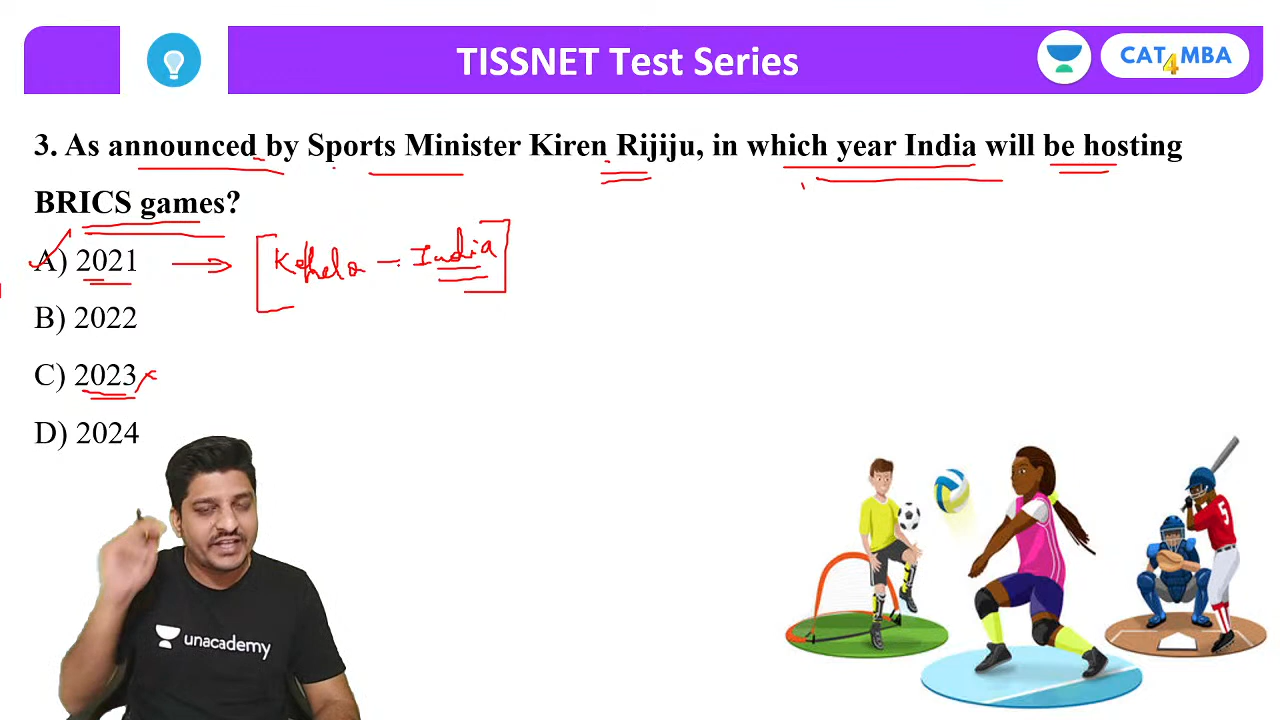 TISSNET Test Series
CAT4MBA
3. As announced by Sports Minister Kiren Rijiju, in which year India will be hosting
BRICS games?
A) 2021
India
B) 2022
C) 2023
D) 2024
unacademy
5